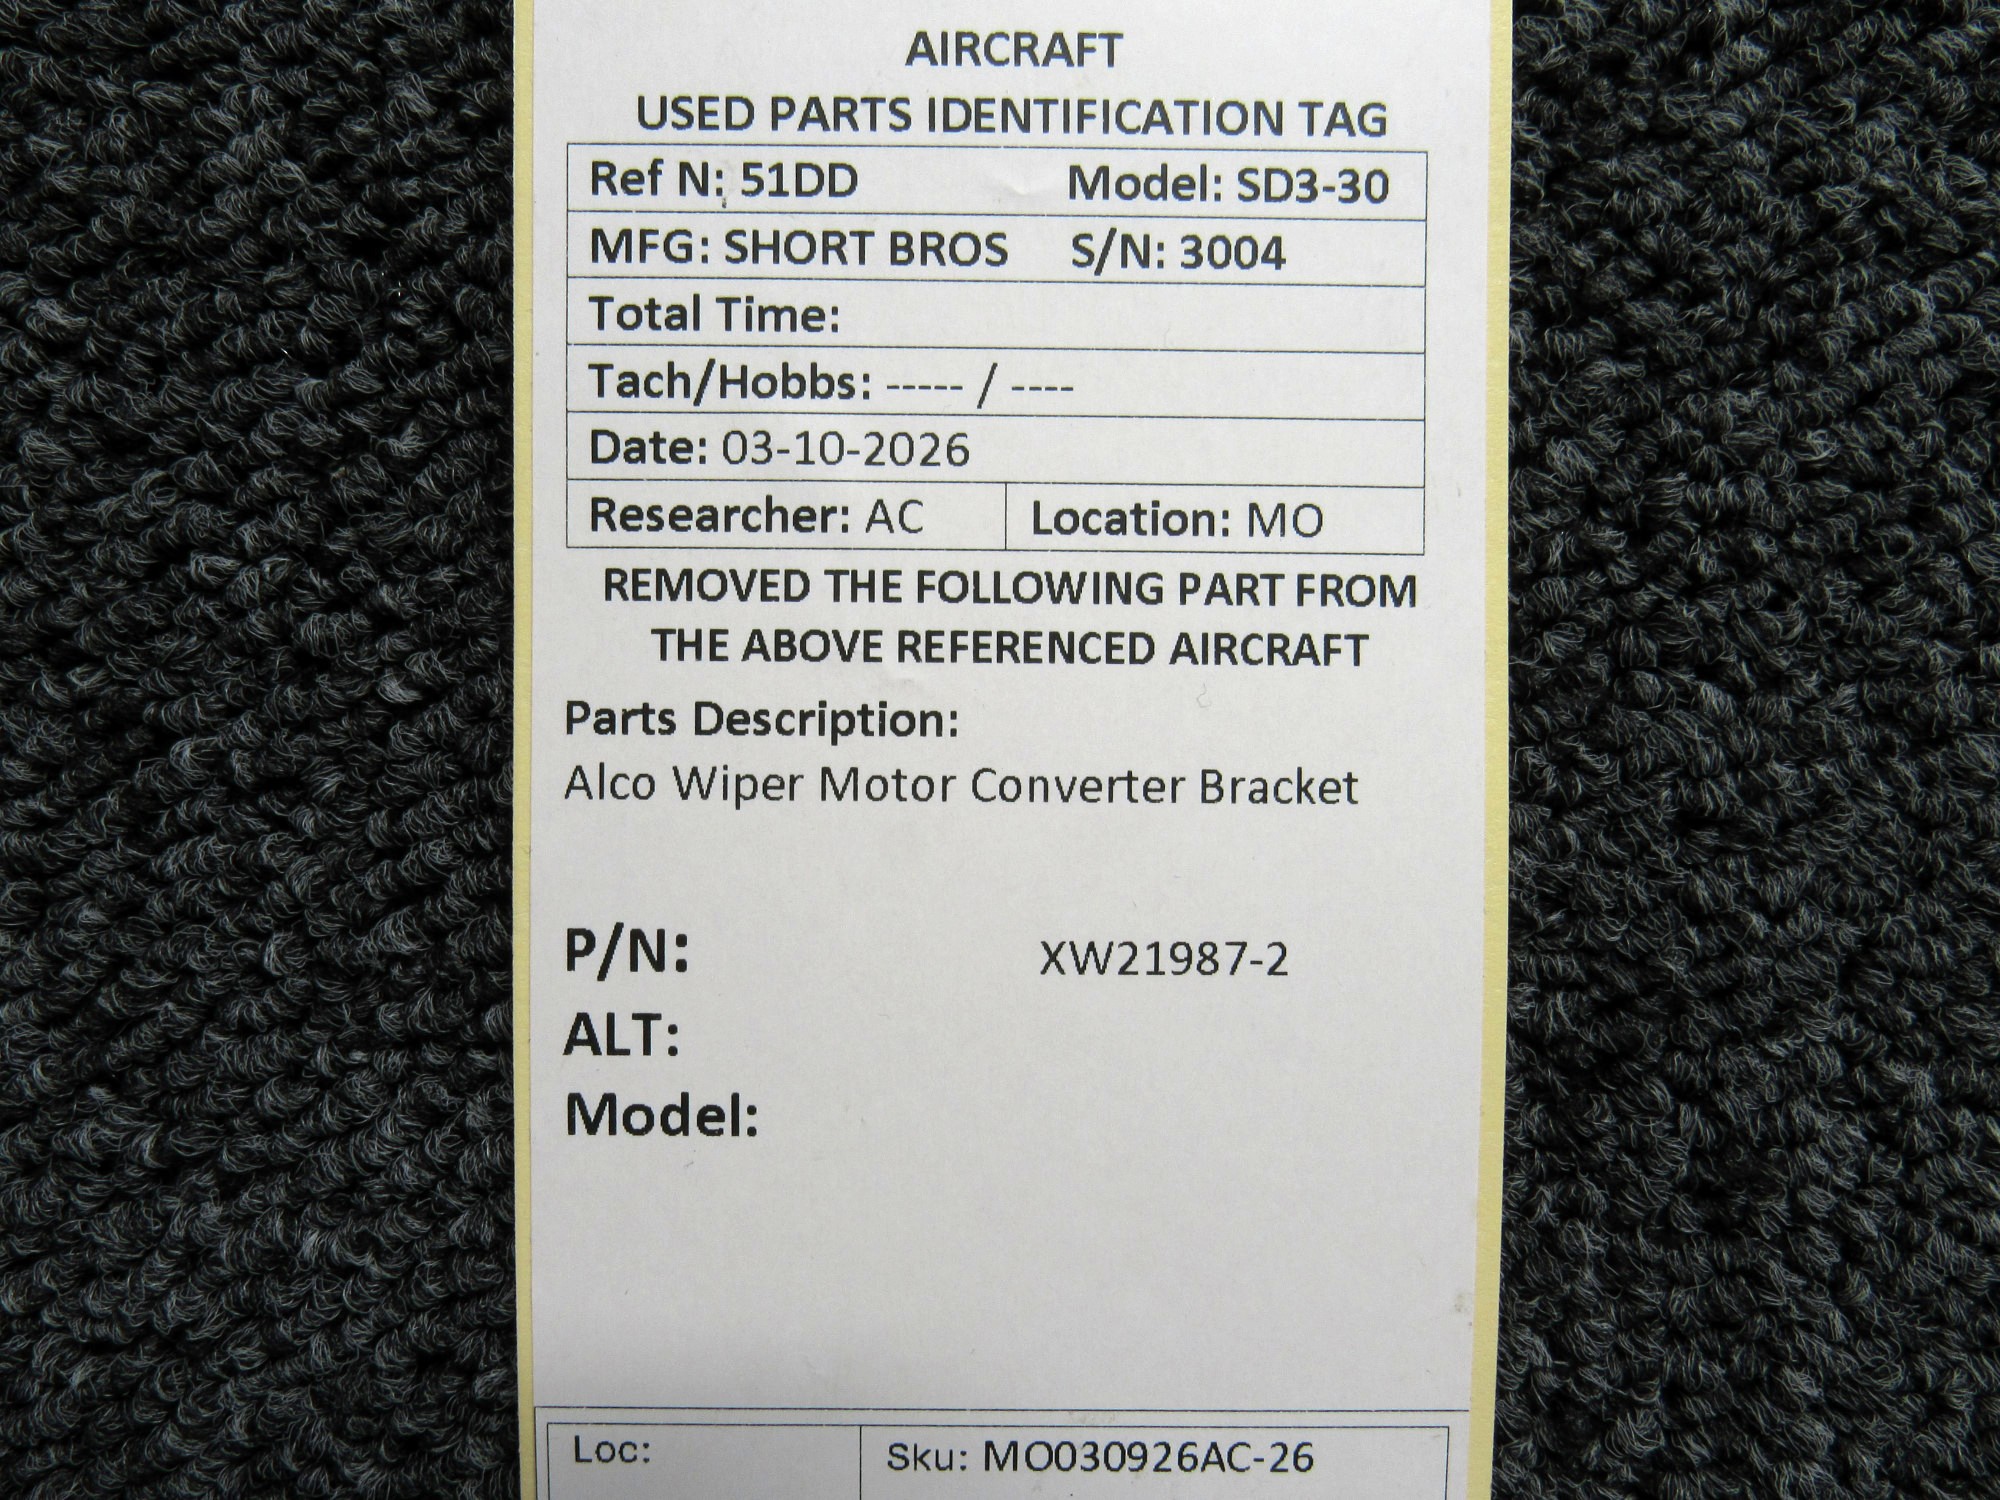 AIRCRAFT
USED PARTS IDENTIFICATION TAG
Ref N: 51DD Model: SD3-30
MFG: SHORT BROS S/N: 3004
Total Time:
Tach/Hobbs: ----- / ----
Date: 03-10-2026
Researcher: AC Location: MO
REMOVED THE FOLLOWING PART FROM
THE ABOVE REFERENCED AIRCRAFT
Parts Description:
Alco Wiper Motor Converter Bracket
P/N: XW21987-2
ALT:
Model:
Loc: Sku: MO030926AC-26